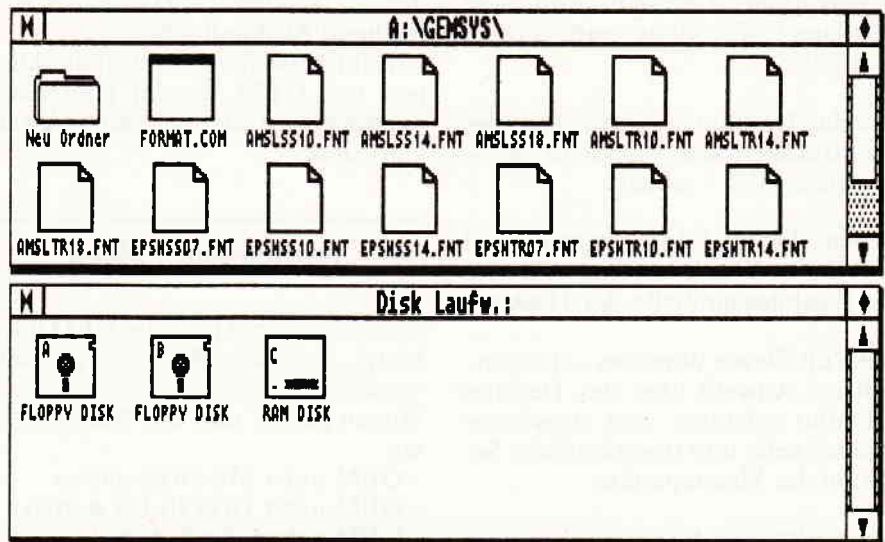 A:\GEMSYS\
Neu Ordner FORMAT.COM AMSLSS10.FNT AMSLSS14.FNT AMSLSS18.FNT AMSLTR10.FNT AMSLTR14.FNT
AMSLTR18.FNT EPSHSS07.FNT EPSHSS10.FNT EPSHSS14.FNT EPSHTR07.FNT EPSHTR10.FNT EPSHTR14.FNT
Disk Laufw.:
A B C
FLOPPY DISK FLOPPY DISK RAM DISK